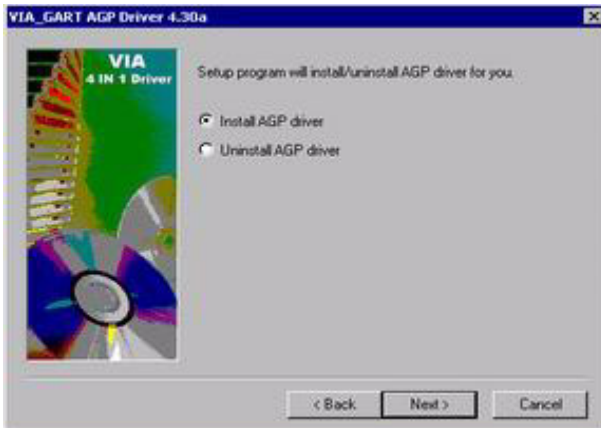 VIA_GART AGP Driver 4.30a
VIA
4 IN 1 Driver
Setup program will install/uninstall AGP driver for you.
Install AGP driver
Uninstall AGP driver
< Back
Next >
Cancel